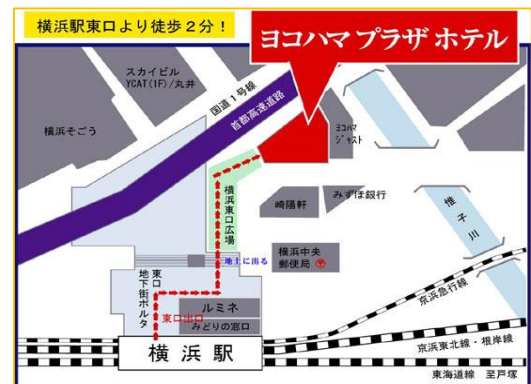 横浜駅東口より徒歩2分！
ヨコハマ プラザ ホテル
スカイビル
YCAT(1F)/丸井
国道1号線
首都高速道路
横浜そごう
ヨコハマ
ジャスト
横浜東口広場
崎陽軒
みずほ銀行
帷子川
横浜中央
郵便局
地上に出る
東口
地下街ポルタ
東口出口
ルミネ
みどりの窓口
京浜急行線
横浜駅
京浜東北線・根岸線
東海道線 至戸塚